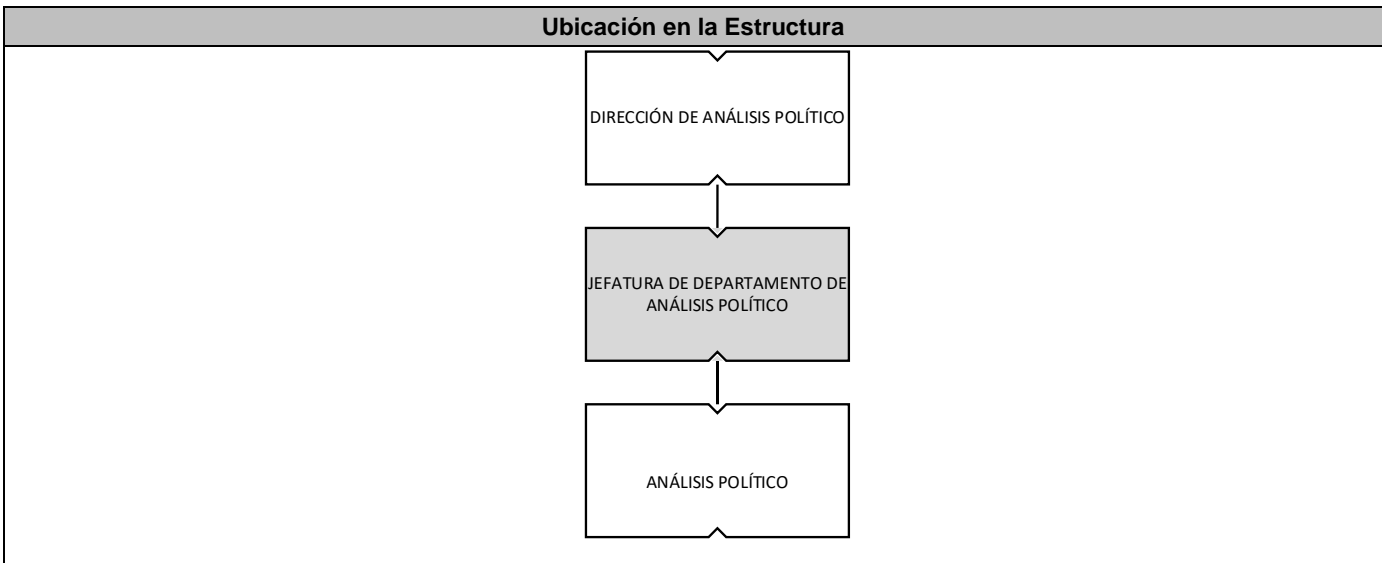 Ubicación en la Estructura
DIRECCIÓN DE ANÁLISIS POLÍTICO
JEFATURA DE DEPARTAMENTO DE
ANÁLISIS POLÍTICO
ANÁLISIS POLÍTICO